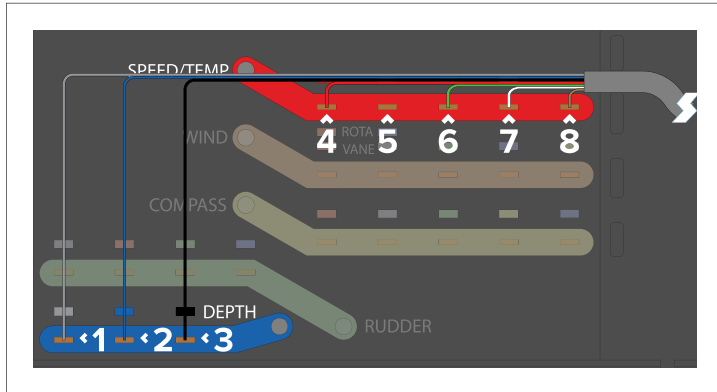 SPEED/TEMP
4 5 6 7 8
ROTA
WIND
VANE
COMPASS
DEPTH
RUDDER
1 2 3